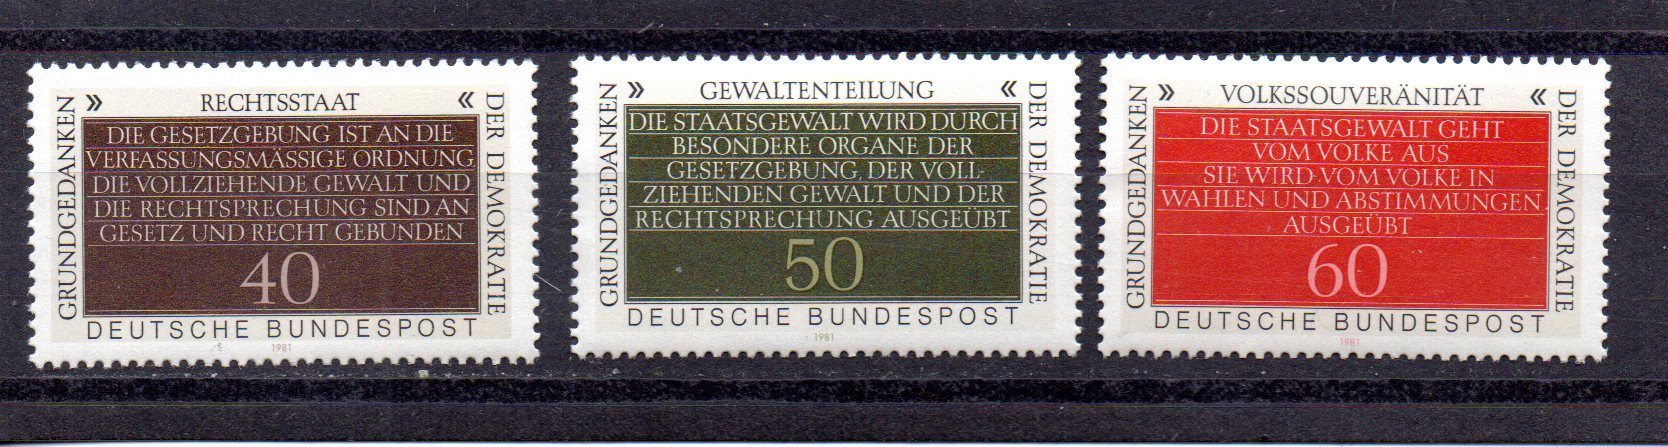 GRUNDGEDANKEN
» RECHTSSTAAT «
DER DEMOKRATIE
DIE GESETZGEBUNG IST AN DIE
VERFASSUNGSMÄSSIGE ORDNUNG
DIE VOLLZIEHENDE GEWALT UND
DIE RECHTSPRECHUNG SIND AN
GESETZ UND RECHT GEBUNDEN
40
DEUTSCHE BUNDESPOST
1981
GRUNDGEDANKEN
» GEWALTENTEILUNG «
DER DEMOKRATIE
DIE STAATSGEWALT WIRD DURCH
BESONDERE ORGANE DER
GESETZGEBUNG, DER VOLL-
ZIEHENDEN GEWALT UND DER
RECHTSPRECHUNG AUSGEÜBT
50
DEUTSCHE BUNDESPOST
1981
GRUNDGEDANKEN
» VOLKSSOUVERÄNITÄT «
DER DEMOKRATIE
DIE STAATSGEWALT GEHT
VOM VOLKE AUS
SIE WIRD·VOM VOLKE IN
WAHLEN UND ABSTIMMUNGEN
AUSGEÜBT
60
DEUTSCHE BUNDESPOST
1981